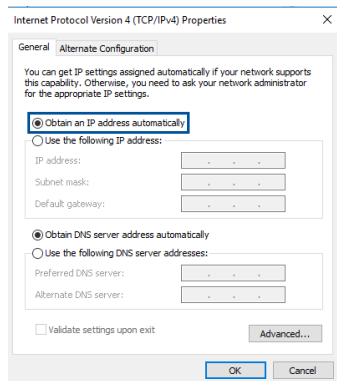 Internet Protocol Version 4 (TCP/IPv4) Properties
General
Alternate Configuration
You can get IP settings assigned automatically if your network supports
this capability. Otherwise, you need to ask your network administrator
for the appropriate IP settings.
Obtain an IP address automatically
Use the following IP address:
IP address:
Subnet mask:
Default gateway:
Obtain DNS server address automatically
Use the following DNS server addresses:
Preferred DNS server:
Alternate DNS server:
Validate settings upon exit
Advanced...
OK
Cancel